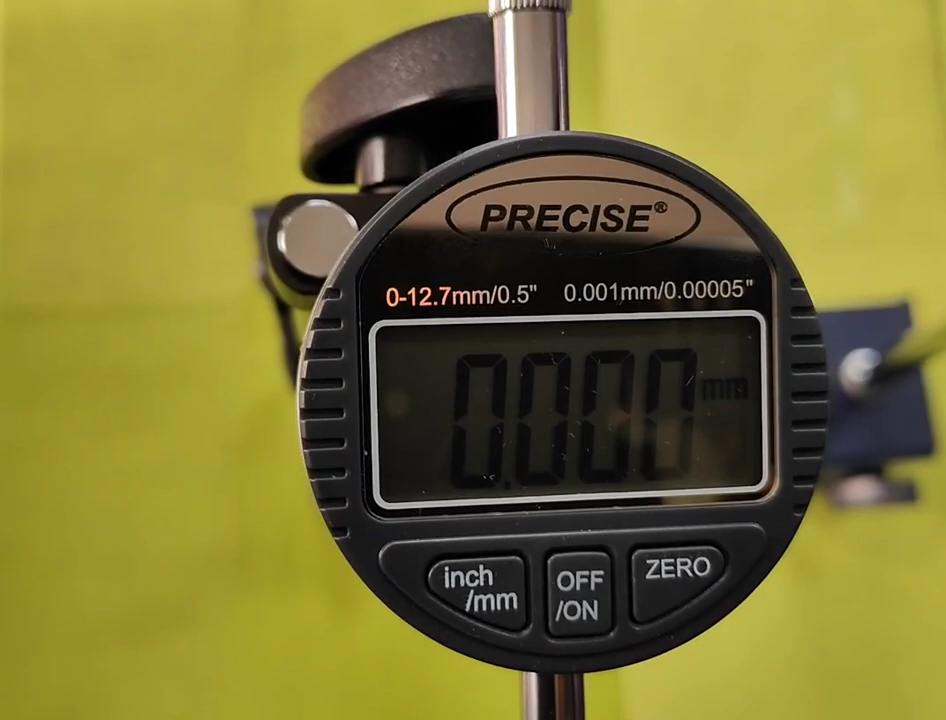 PRECISE®
0-12.7mm/0.5" 0.001mm/0.00005"
0.000 mm
inch
/mm
OFF
/ON
ZERO